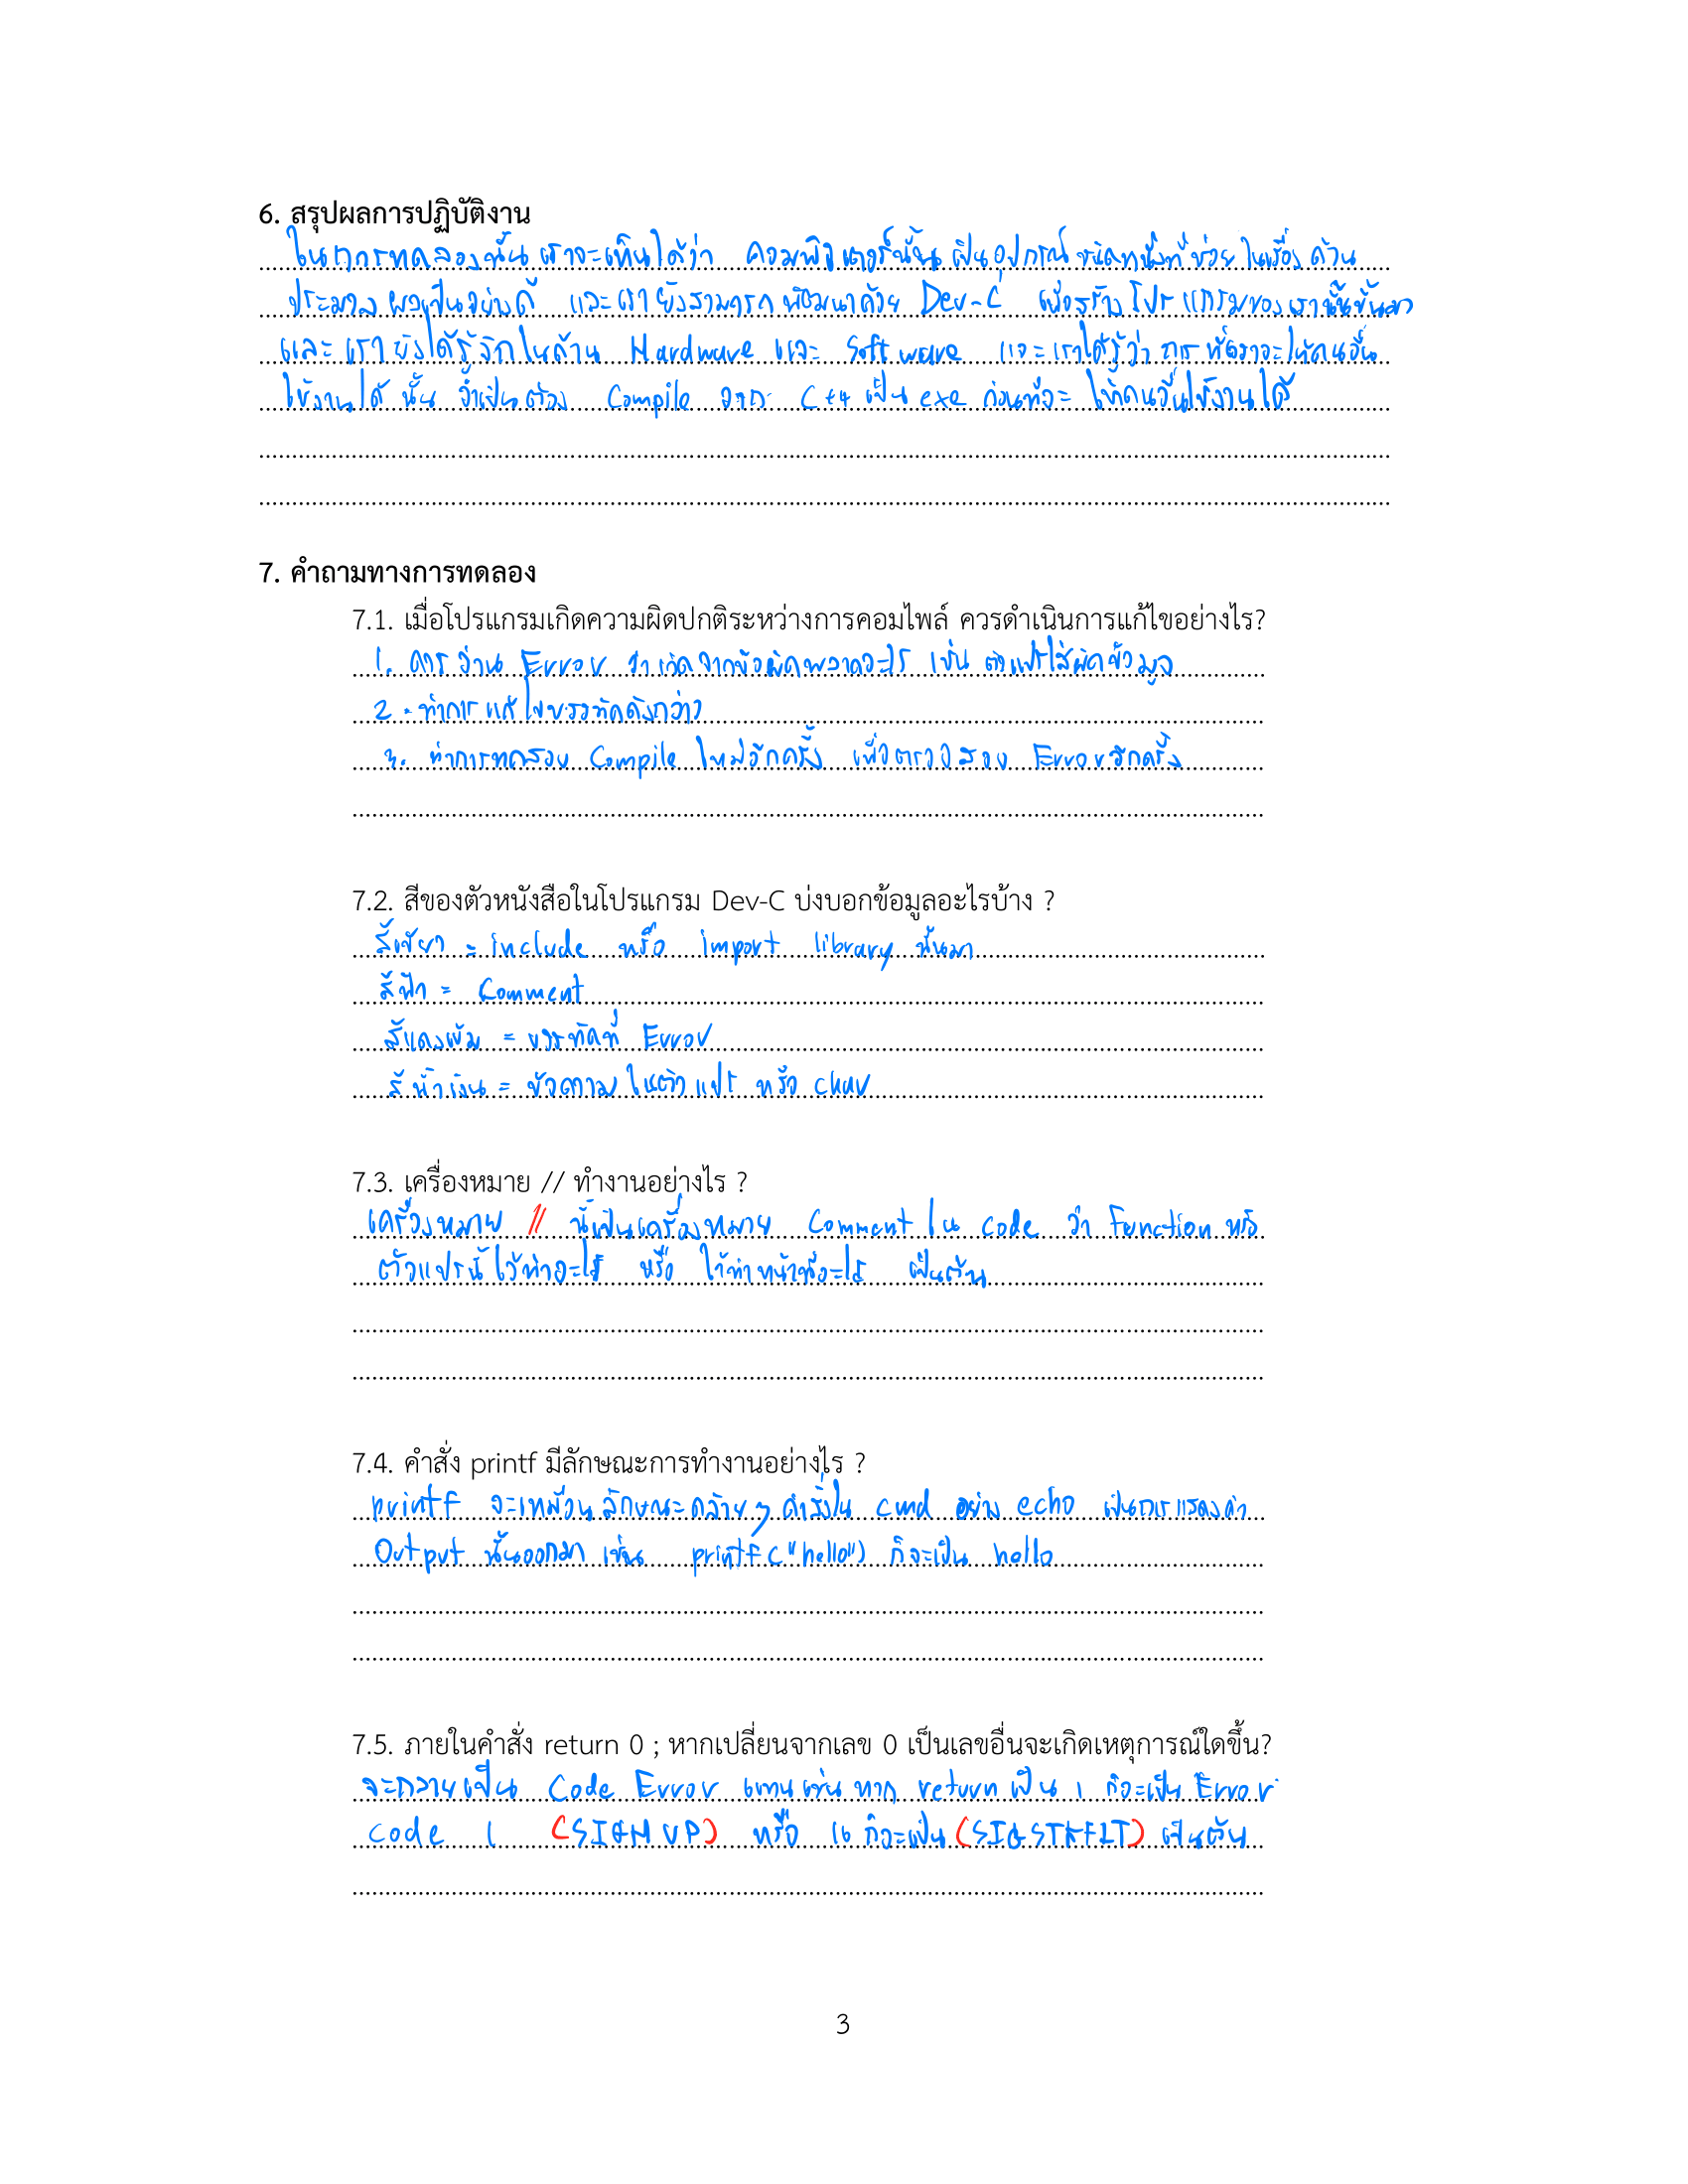 6. สรุปผลการปฏิบัติงาน
ในการทดลองนั้น เราจะเห็นได้ว่า คอมพิวเตอร์นั้น เป็นอุปกรณ์ชนิดหนึ่งที่ช่วยในเรื่องด้าน
ประมวลผลเป็นอย่างดี และเรายังสามารถพัฒนาด้วย Dev-C เพื่อสร้างโปรแกรมของเรานั้นขึ้นมา
และเรายังได้รู้จักในด้าน Hardware และ Software และเราได้รู้ว่า การที่เราจะให้คนอื่น
ใช้งานได้ นั้น จำเป็นต้อง Compile จาก C++ เป็น exe ก่อนที่จะ ให้คนอื่นใช้งานได้
7. คำถามทางการทดลอง
7.1. เมื่อโปรแกรมเกิดความผิดปกติระหว่างการคอมไพล์ ควรดำเนินการแก้ไขอย่างไร?
1. ควรอ่าน Error ว่าเกิดจากข้อผิดพลาดอะไร เช่น ตัวแปรใส่ผิดข้อมูล
2. ทำการแก้ไขบรรทัดดังกล่าว
3. ทำการทดสอบ Compile ใหม่อีกครั้ง เพื่อตรวจสอบ Error อีกครั้ง
7.2. สีของตัวหนังสือในโปรแกรม Dev-C บ่งบอกข้อมูลอะไรบ้าง ?
สีเขียว = include หรือ import library นั้นมา
สีฟ้า = Comment
สีแดงเข้ม = บรรทัดที่ Error
สีน้ำเงิน = ข้อความในตัวแปร หรือ char
7.3. เครื่องหมาย // ทำงานอย่างไร ?
เครื่องหมาย // นี้เป็นเครื่องหมาย Comment ใน code ว่า Function หรือ
ตัวแปรนี้ไว้ทำอะไร หรือ ไว้ทำหน้าที่อะไร เป็นต้น
7.4. คำสั่ง printf มีลักษณะการทำงานอย่างไร ?
printf จะเหมือนลักษณะคล้ายๆ คำสั่งใน cmd อย่าง echo เป็นการแสดงค่า
Output นั้นออกมา เช่น printf("hello") ก็จะเป็น hello
7.5. ภายในคำสั่ง return 0 ; หากเปลี่ยนจากเลข 0 เป็นเลขอื่นจะเกิดเหตุการณ์ใดขึ้น?
จะกลายเป็น Code Error แทนเช่น หาก return เป็น 1 ก็จะเป็น Error
code 1 (SIGHUP) หรือ 16 ก็จะเป็น (SIGSTKFLT) เป็นต้น
3